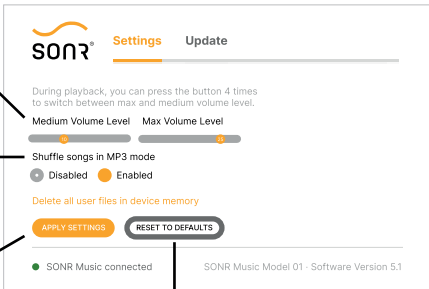 SONR®
Settings Update
During playback, you can press the button 4 times
to switch between max and medium volume level.
Medium Volume Level Max Volume Level
Shuffle songs in MP3 mode
Disabled Enabled
Delete all user files in device memory
APPLY SETTINGS RESET TO DEFAULTS
SONR Music connected SONR Music Model 01 · Software Version 5.1